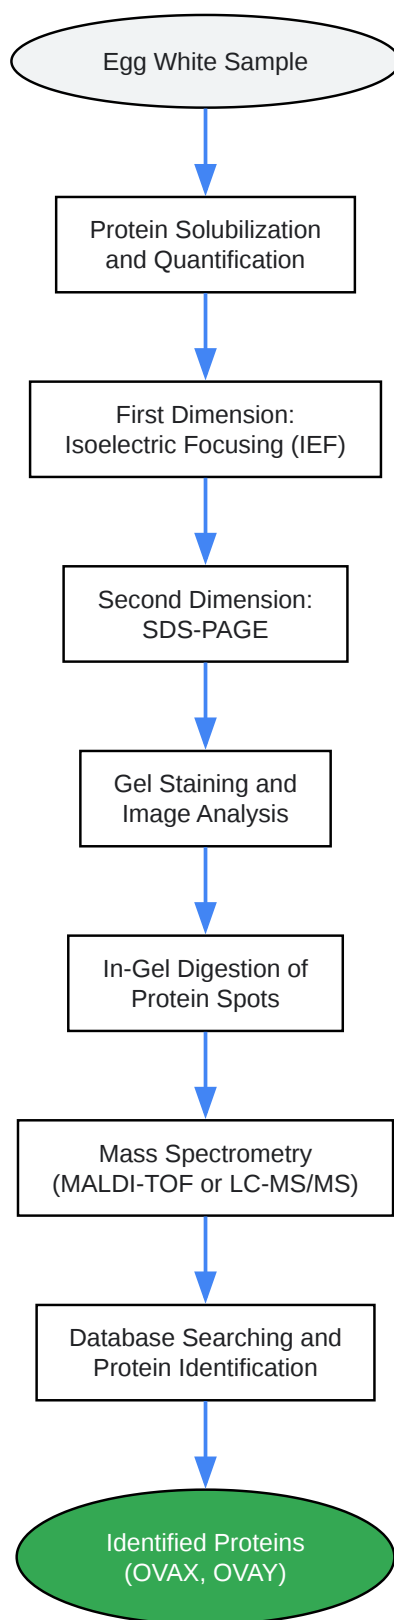 Egg White Sample
Protein Solubilization
and Quantification
First Dimension:
Isoelectric Focusing (IEF)
Second Dimension:
SDS-PAGE
Gel Staining and
Image Analysis
In-Gel Digestion of
Protein Spots
Mass Spectrometry
(MALDI-TOF or LC-MS/MS)
Database Searching and
Protein Identification
Identified Proteins
(OVAX, OVAY)